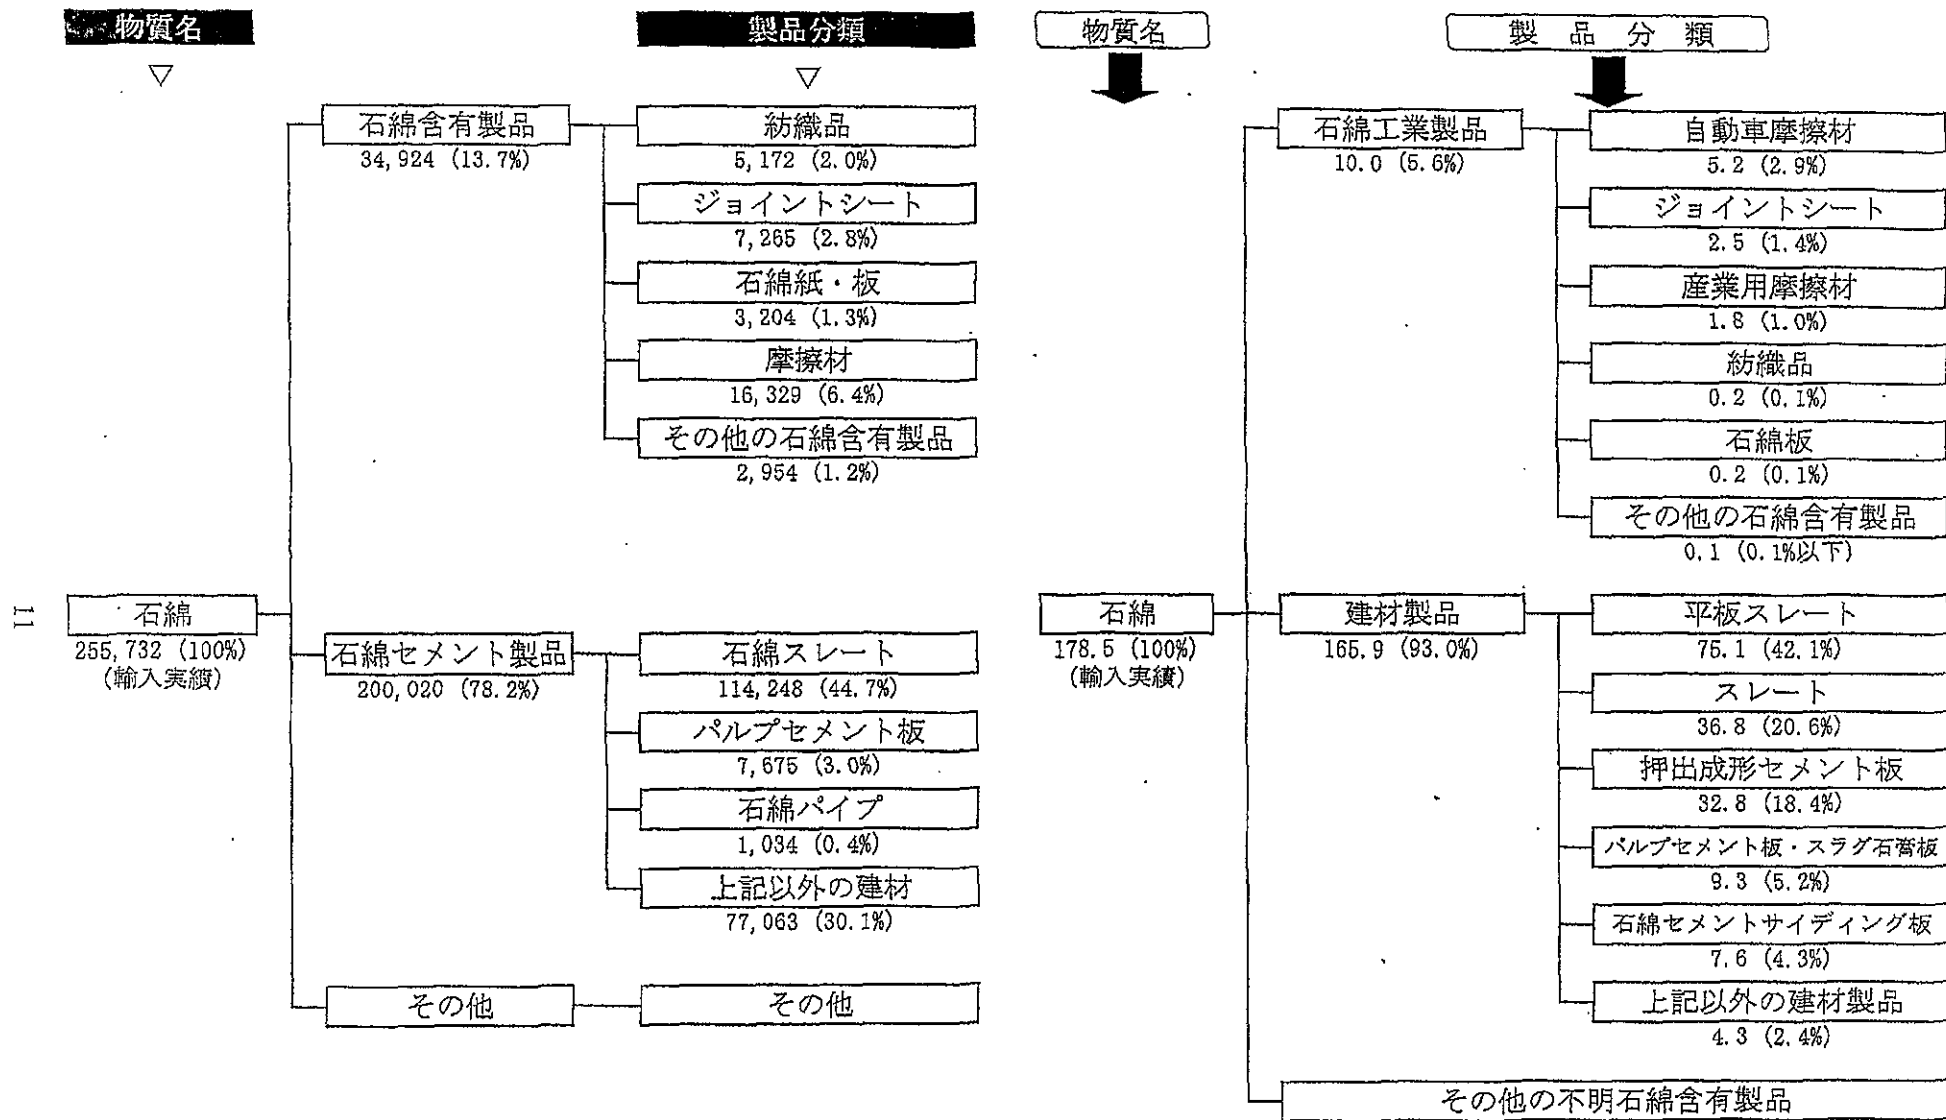 物質名
▽
製品分類
▽
石綿含有製品
34,924 (13.7%)
紡織品
5,172 (2.0%)
ジョイントシート
7,265 (2.8%)
石綿紙・板
3,204 (1.3%)
摩擦材
16,329 (6.4%)
その他の石綿含有製品
2,954 (1.2%)
石綿
255,732 (100%)
(輸入実績)
石綿セメント製品
200,020 (78.2%)
石綿スレート
114,248 (44.7%)
パルプセメント板
7,675 (3.0%)
石綿パイプ
1,034 (0.4%)
上記以外の建材
77,063 (30.1%)
その他
その他
11
物質名
製品分類
石綿工業製品
10.0 (5.6%)
自動車摩擦材
5.2 (2.9%)
ジョイントシート
2.5 (1.4%)
産業用摩擦材
1.8 (1.0%)
紡織品
0.2 (0.1%)
石綿板
0.2 (0.1%)
その他の石綿含有製品
0.1 (0.1%以下)
石綿
178.5 (100%)
(輸入実績)
建材製品
165.9 (93.0%)
平板スレート
75.1 (42.1%)
スレート
36.8 (20.6%)
押出成形セメント板
32.8 (18.4%)
パルプセメント板・スラグ石膏板
9.3 (5.2%)
石綿セメントサイディング板
7.6 (4.3%)
上記以外の建材製品
4.3 (2.4%)
その他の不明石綿含有製品